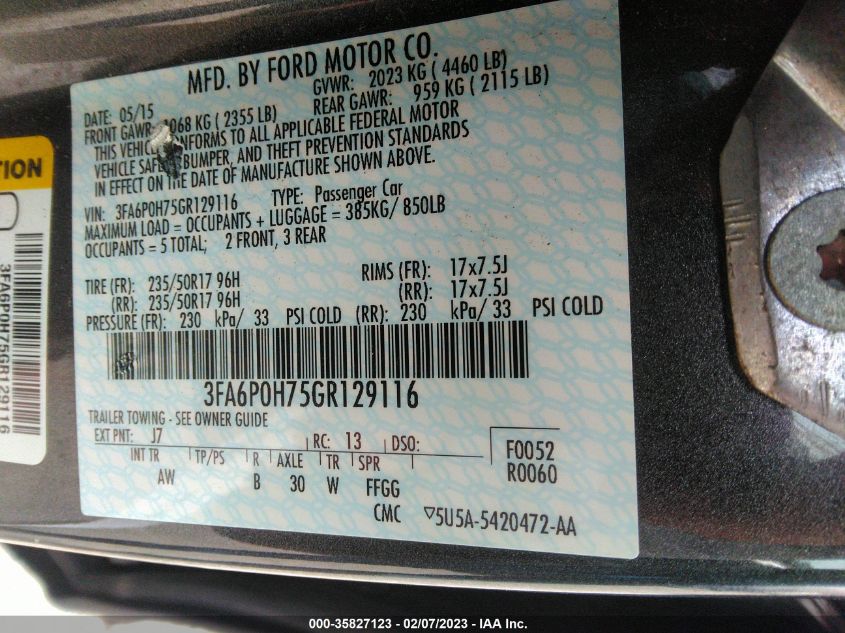 MFD. BY FORD MOTOR CO.
DATE: 05/15 GVWR: 2023 KG ( 4460 LB)
FRONT GAWR: 1068 KG ( 2355 LB) REAR GAWR: 959 KG ( 2115 LB)
THIS VEHICLE CONFORMS TO ALL APPLICABLE FEDERAL MOTOR
VEHICLE SAFETY BUMPER, AND THEFT PREVENTION STANDARDS
IN EFFECT ON THE DATE OF MANUFACTURE SHOWN ABOVE.
VIN: 3FA6P0H75GR129116 TYPE: Passenger Car
MAXIMUM LOAD = OCCUPANTS + LUGGAGE = 385KG/ 850LB
OCCUPANTS = 5 TOTAL; 2 FRONT, 3 REAR
TIRE (FR): 235/50R17 96H RIMS (FR): 17x7.5J
(RR): 235/50R17 96H (RR): 17x7.5J
PRESSURE (FR): 230 kPa/ 33 PSI COLD (RR): 230 kPa/ 33 PSI COLD
3FA6P0H75GR129116
TRAILER TOWING - SEE OWNER GUIDE
EXT PNT: J7 RC: 13 DSO: F0052
INT TR TP/PS R AXLE TR SPR R0060
AW B 30 W FFGG
CMC ▽5U5A-5420472-AA
TION
3FA6P0H75GR129116
000-35827123 - 02/07/2023 - IAA Inc.